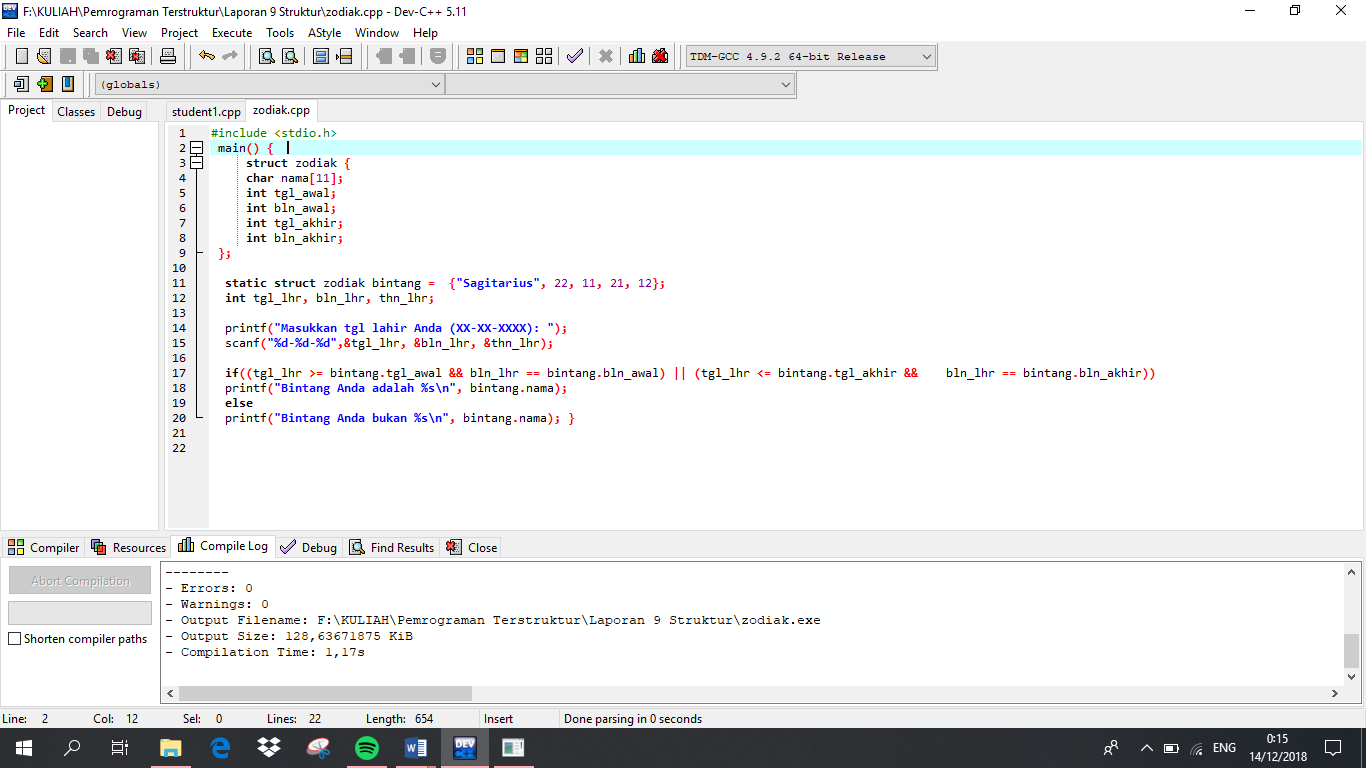 F:\KULIAH\Pemrograman Terstruktur\Laporan 9 Struktur\zodiak.cpp - Dev-C++ 5.11
File Edit Search View Project Execute Tools AStyle Window Help
TDM-GCC 4.9.2 64-bit Release
(globals)
Project Classes Debug student1.cpp zodiak.cpp
1 #include <stdio.h>
2 main() {
3 struct zodiak {
4 char nama[11];
5 int tgl_awal;
6 int bln_awal;
7 int tgl_akhir;
8 int bln_akhir;
9 };
10
11 static struct zodiak bintang =  {"Sagitarius", 22, 11, 21, 12};
12 int tgl_lhr, bln_lhr, thn_lhr;
13
14 printf("Masukkan tgl lahir Anda (XX-XX-XXXX): ");
15 scanf("%d-%d-%d",&tgl_lhr, &bln_lhr, &thn_lhr);
16
17 if((tgl_lhr >= bintang.tgl_awal && bln_lhr == bintang.bln_awal) || (tgl_lhr <= bintang.tgl_akhir &&    bln_lhr == bintang.bln_akhir))
18 printf("Bintang Anda adalah %s\n", bintang.nama);
19 else
20 printf("Bintang Anda bukan %s\n", bintang.nama); }
21
22
Compiler Resources Compile Log Debug Find Results Close
Abort Compilation
Shorten compiler paths
--------
- Errors: 0
- Warnings: 0
- Output Filename: F:\KULIAH\Pemrograman Terstruktur\Laporan 9 Struktur\zodiak.exe
- Output Size: 128,63671875 KiB
- Compilation Time: 1,17s
Line: 2 Col: 12 Sel: 0 Lines: 22 Length: 654 Insert Done parsing in 0 seconds
DEV
ENG
0:15
14/12/2018